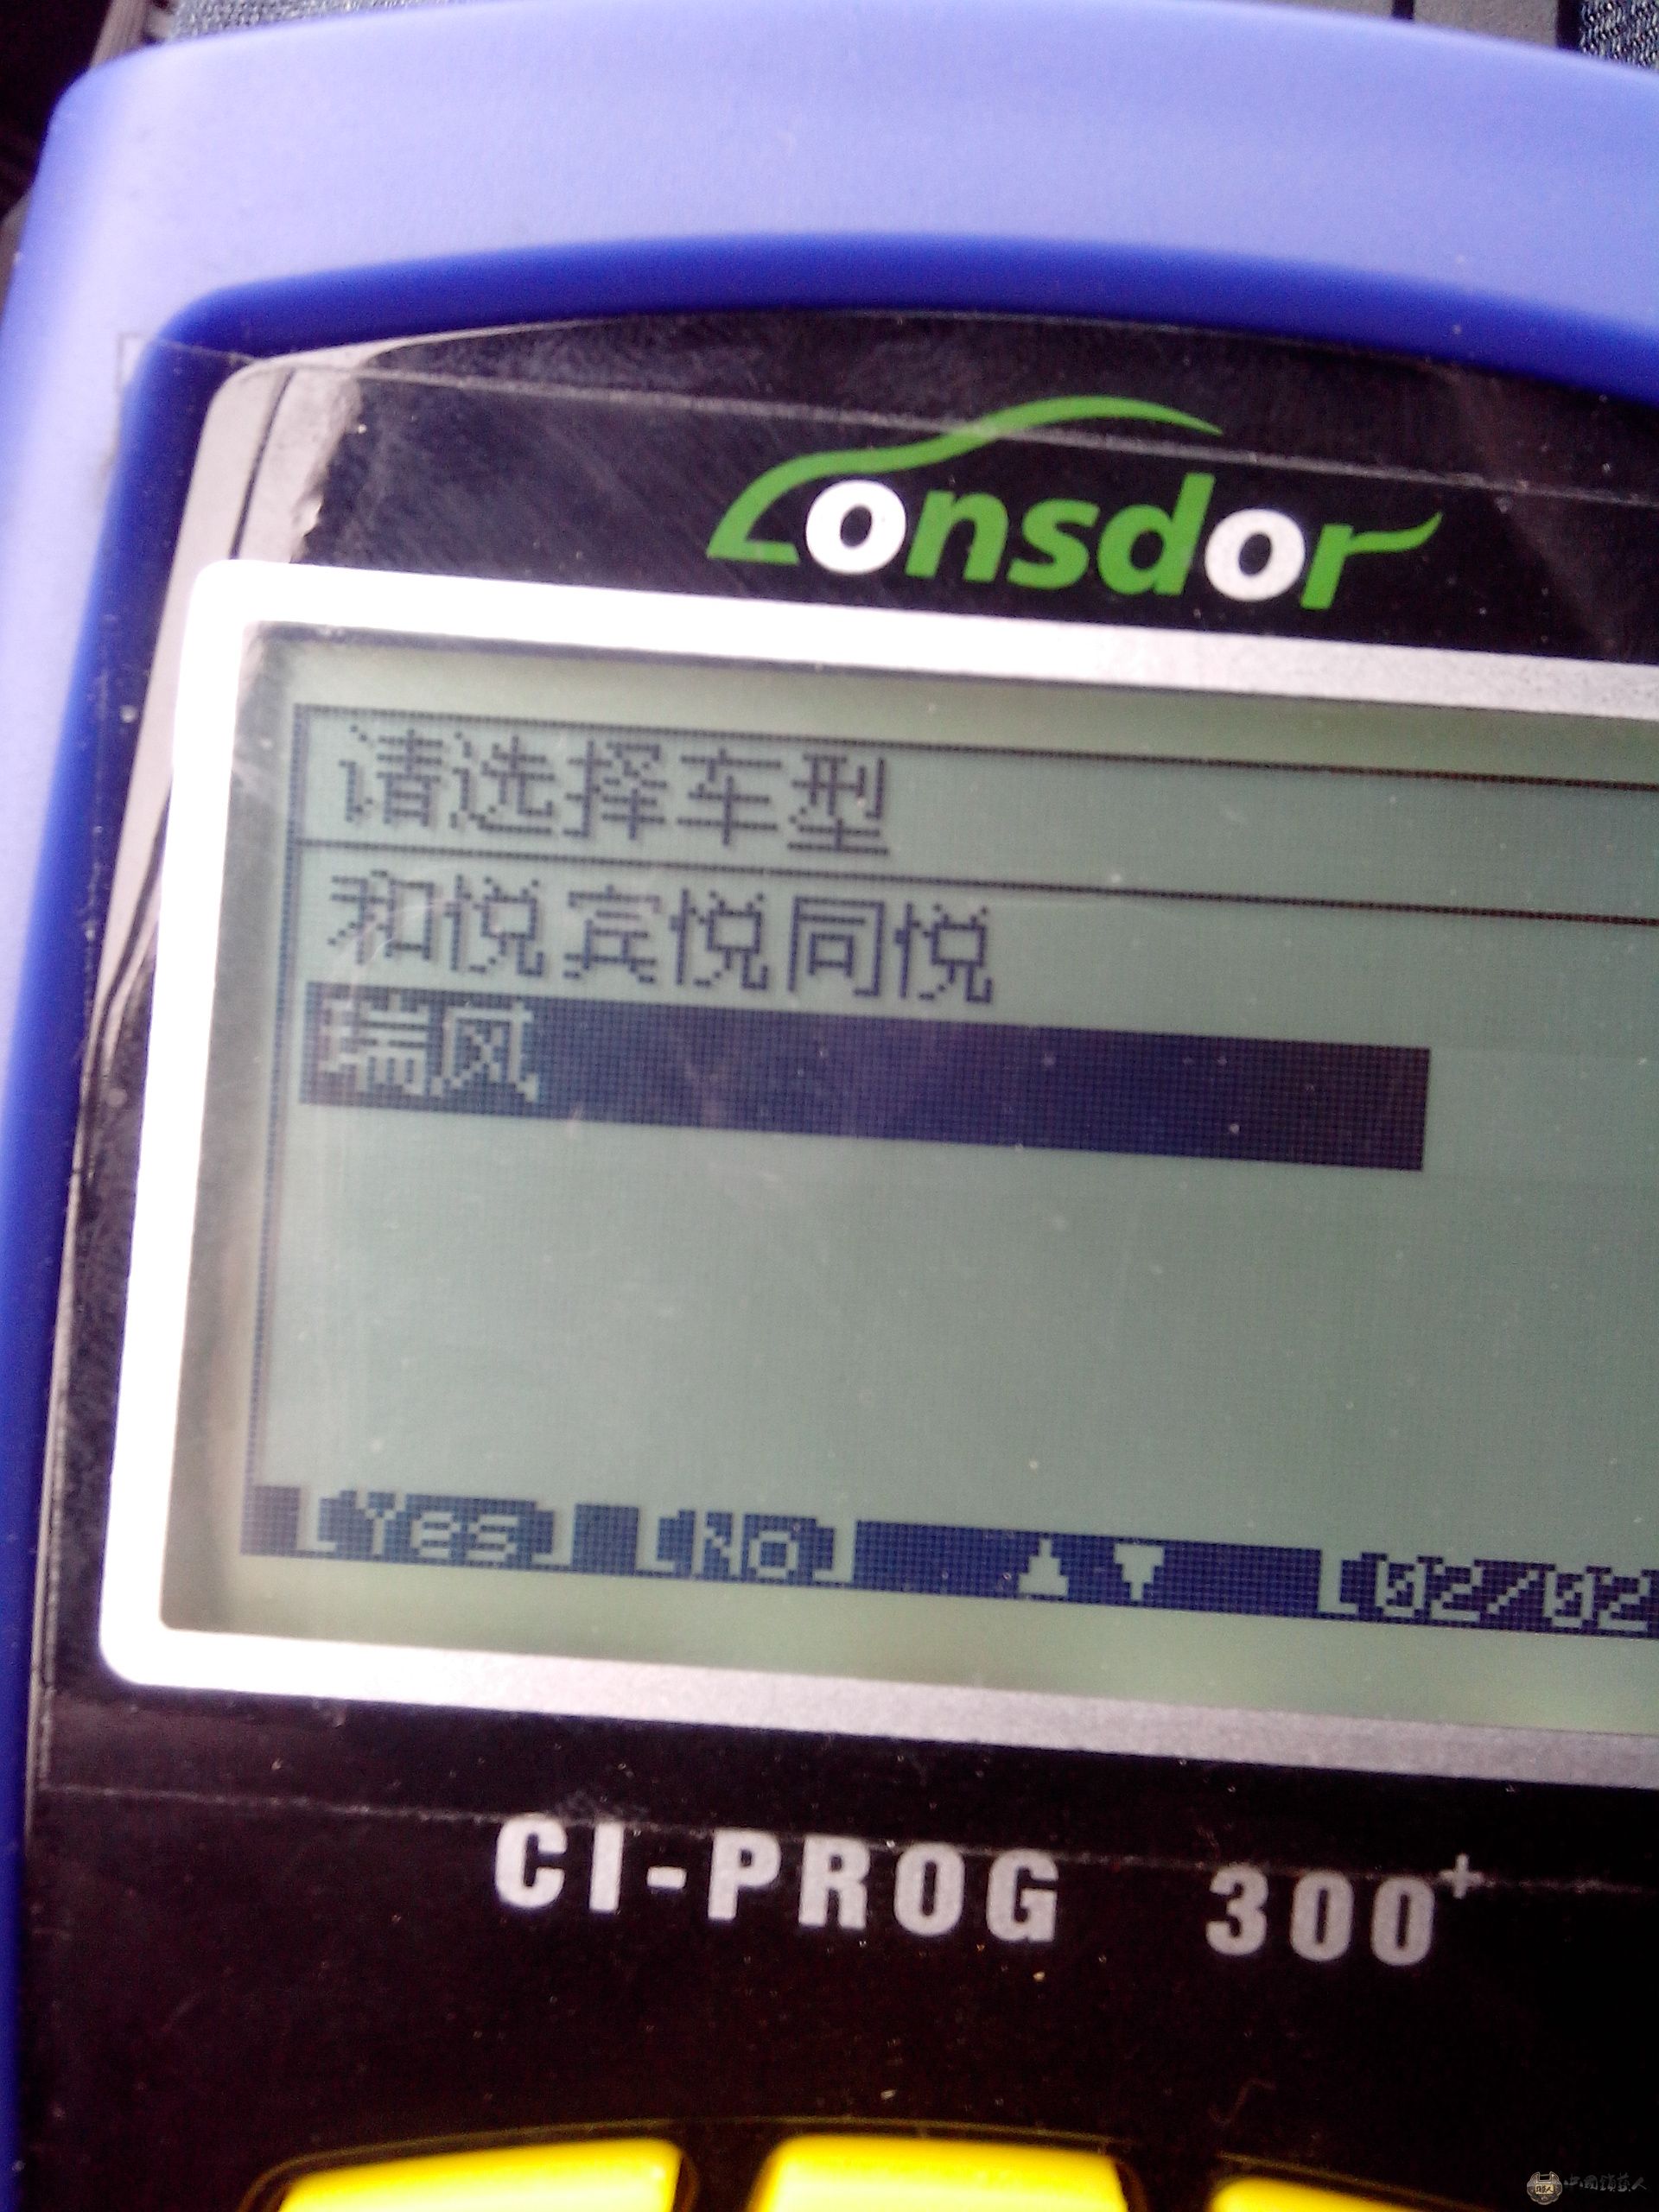 Lonsdor
请选择车型
和悦宾悦同悦
瑞风
[Yes] [NO] ▲ ▼ [02/02
CI-PROG 300+